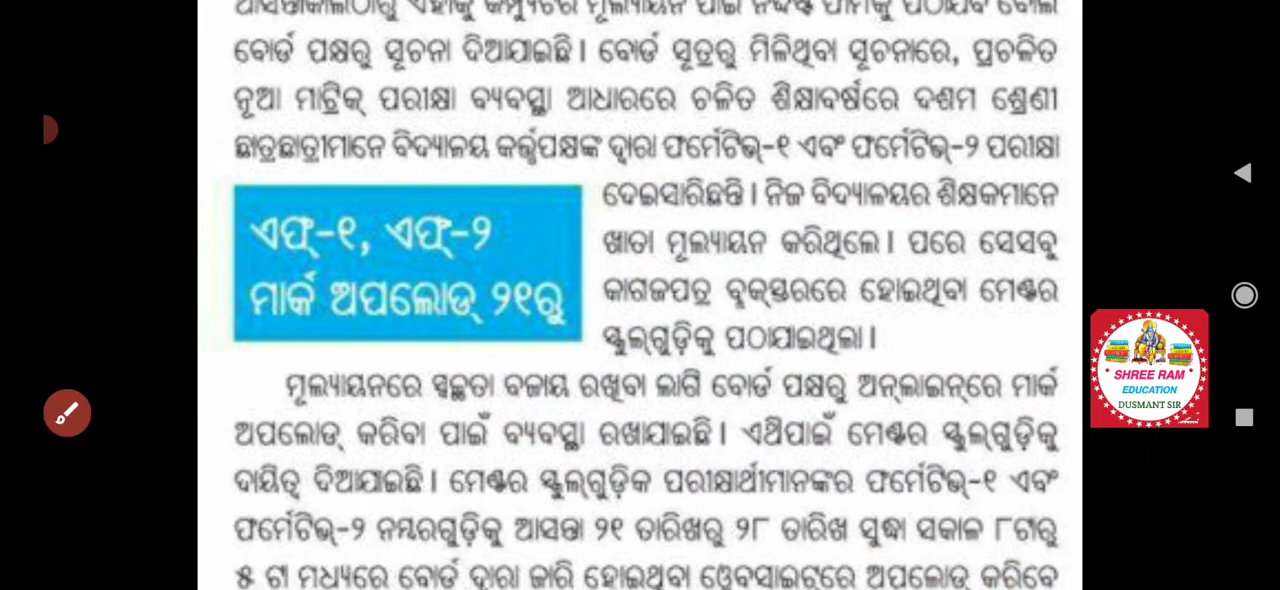 ଆସନ୍ତାକାଲିଠାରୁ ଏହାକୁ କମ୍ପ୍ୟୁଟର ମୂଲ୍ୟାୟନ ପାଇଁ
ବୋର୍ଡ ପକ୍ଷରୁ ସୂଚନା ଦିଆଯାଇଛି। ବୋର୍ଡ ସୂତ୍ରରୁ ମିଳିଥିବା ସୂଚନାରେ, ପ୍ରଚଳିତ
ନୂଆ ମାଟ୍ରିକ୍ ପରୀକ୍ଷା ବ୍ୟବସ୍ଥା ଆଧାରରେ ଚଳିତ ଶିକ୍ଷାବର୍ଷରେ ଦଶମ ଶ୍ରେଣୀ
ଛାତ୍ରଛାତ୍ରୀମାନେ ବିଦ୍ୟାଳୟ କର୍ତ୍ତୃପକ୍ଷଙ୍କ ଦ୍ୱାରା ଫର୍ମେଟିଭ୍-୧ ଏବଂ ଫର୍ମେଟିଭ୍-୨ ପରୀକ୍ଷା
ଦେଇସାରିଛନ୍ତି। ନିଜ ବିଦ୍ୟାଳୟର ଶିକ୍ଷକମାନେ
ଖାତା ମୂଲ୍ୟାୟନ କରିଥିଲେ। ପରେ ସେସବୁ
କାଗଜପତ୍ର ବ୍ଲକ୍‌ସ୍ତରରେ ହୋଇଥିବା ମେଣ୍ଟର
ସ୍କୁଲ୍‌ଗୁଡ଼ିକୁ ପଠାଯାଇଥିଲା।
ଏଫ୍-୧, ଏଫ୍-୨
ମାର୍କ ଅପଲୋଡ୍ ୨୧ରୁ
ମୂଲ୍ୟାୟନରେ ସ୍ୱଚ୍ଛତା ବଜାୟ ରଖିବା ଲାଗି ବୋର୍ଡ ପକ୍ଷରୁ ଅନ୍‌ଲାଇନ୍‌ରେ ମାର୍କ
ଅପଲୋଡ୍ କରିବା ପାଇଁ ବ୍ୟବସ୍ଥା ରଖାଯାଇଛି। ଏଥିପାଇଁ ମେଣ୍ଟର ସ୍କୁଲ୍‌ଗୁଡ଼ିକୁ
ଦାୟିତ୍ୱ ଦିଆଯାଇଛି। ମେଣ୍ଟର ସ୍କୁଲ୍‌ଗୁଡ଼ିକ ପରୀକ୍ଷାର୍ଥୀମାନଙ୍କର ଫର୍ମେଟିଭ୍-୧ ଏବଂ
ଫର୍ମେଟିଭ୍-୨ ନମ୍ବରଗୁଡ଼ିକୁ ଆସନ୍ତା ୨୧ ତାରିଖରୁ ୨୮ ତାରିଖ ସୁଦ୍ଧା ସକାଳ ୮ଟାରୁ
୫ ଟା ମଧ୍ୟରେ ବୋର୍ଡ ଦ୍ୱାରା ଜାରି ହୋଇଥିବା ୱେବସାଇଟ୍‌ରେ ଅପଲୋଡ୍ କରିବେ
SHREE RAM
EDUCATION
DUSMANT SIR